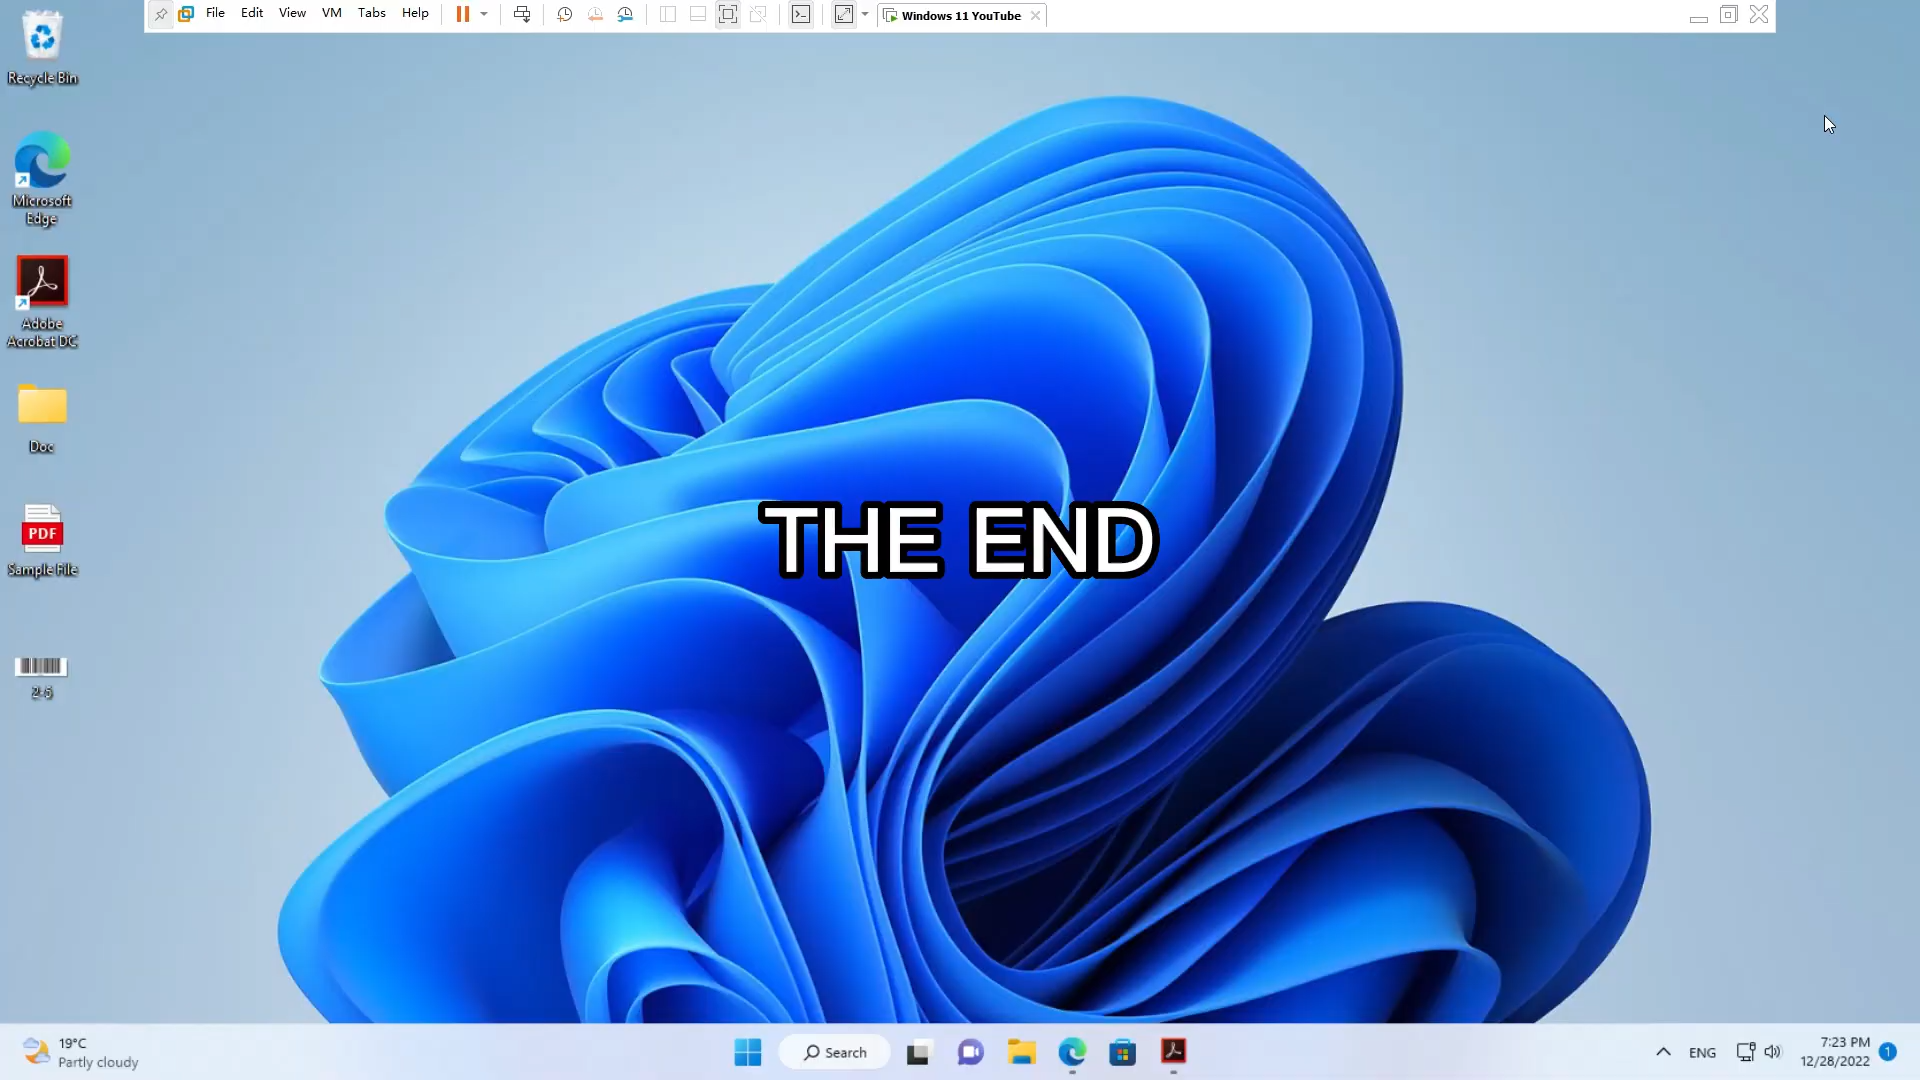 File Edit View VM Tabs Help
Windows 11 YouTube
Recycle Bin
Microsoft
Edge
Adobe
Acrobat DC
Doc
PDF
Sample File
2-5
THE END
19°C
Partly cloudy
Search
ENG
7:23 PM
12/28/2022
1